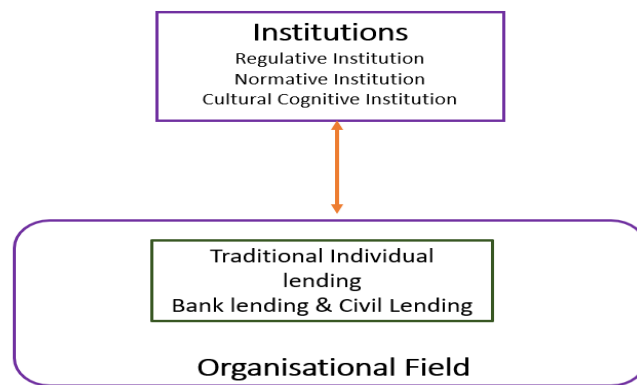 Institutions
Regulative Institution
Normative Institution
Cultural Cognitive Institution
Traditional Individual
lending
Bank lending & Civil Lending
Organisational Field